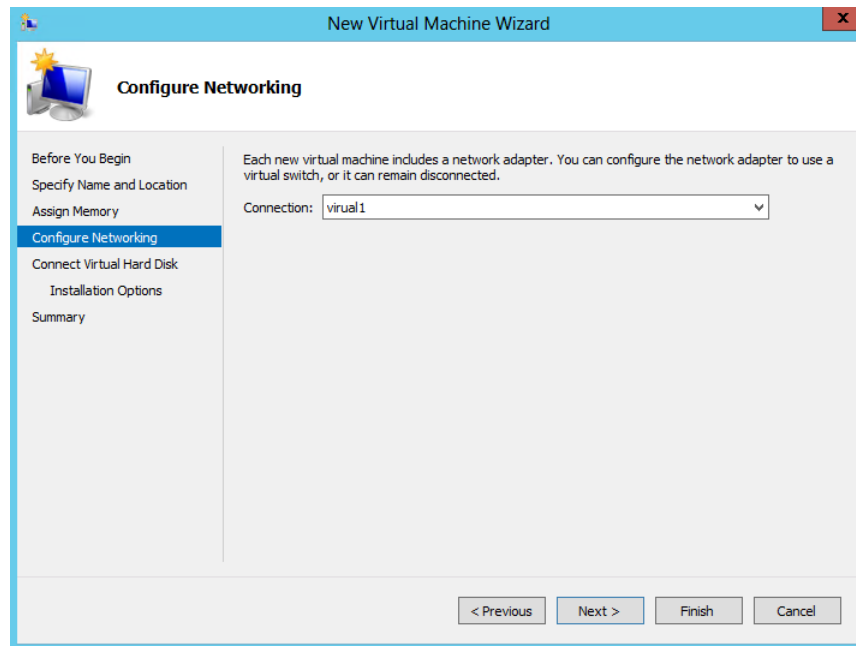 New Virtual Machine Wizard
x
Configure Networking
Before You Begin
Specify Name and Location
Assign Memory
Configure Networking
Connect Virtual Hard Disk
Installation Options
Summary
Each new virtual machine includes a network adapter. You can configure the network adapter to use a
virtual switch, or it can remain disconnected.
Connection: virual1
< Previous Next > Finish Cancel